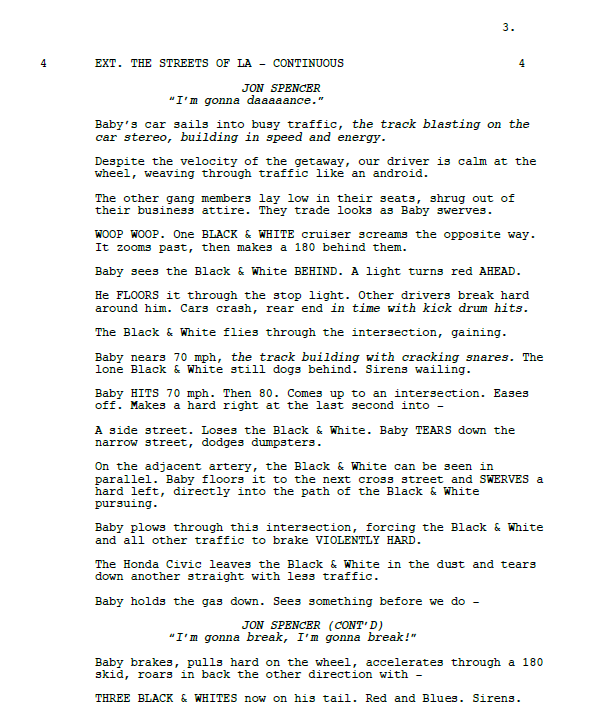 3.
4 EXT. THE STREETS OF LA - CONTINUOUS 4
JON SPENCER
"I'm gonna daaaaance."
Baby's car sails into busy traffic, the track blasting on the
car stereo, building in speed and energy.
Despite the velocity of the getaway, our driver is calm at the
wheel, weaving through traffic like an android.
The other gang members lay low in their seats, shrug out of
their business attire. They trade looks as Baby swerves.
WOOP WOOP. One BLACK & WHITE cruiser screams the opposite way.
It zooms past, then makes a 180 behind them.
Baby sees the Black & White BEHIND. A light turns red AHEAD.
He FLOORS it through the stop light. Other drivers break hard
around him. Cars crash, rear end in time with kick drum hits.
The Black & White flies through the intersection, gaining.
Baby nears 70 mph, the track building with cracking snares. The
lone Black & White still dogs behind. Sirens wailing.
Baby HITS 70 mph. Then 80. Comes up to an intersection. Eases
off. Makes a hard right at the last second into -
A side street. Loses the Black & White. Baby TEARS down the
narrow street, dodges dumpsters.
On the adjacent artery, the Black & White can be seen in
parallel. Baby floors it to the next cross street and SWERVES a
hard left, directly into the path of the Black & White
pursuing.
Baby plows through this intersection, forcing the Black & White
and all other traffic to brake VIOLENTLY HARD.
The Honda Civic leaves the Black & White in the dust and tears
down another straight with less traffic.
Baby holds the gas down. Sees something before we do -
JON SPENCER (CONT'D)
"I'm gonna break, I'm gonna break!"
Baby brakes, pulls hard on the wheel, accelerates through a 180
skid, roars in back the other direction with -
THREE BLACK & WHITES now on his tail. Red and Blues. Sirens.